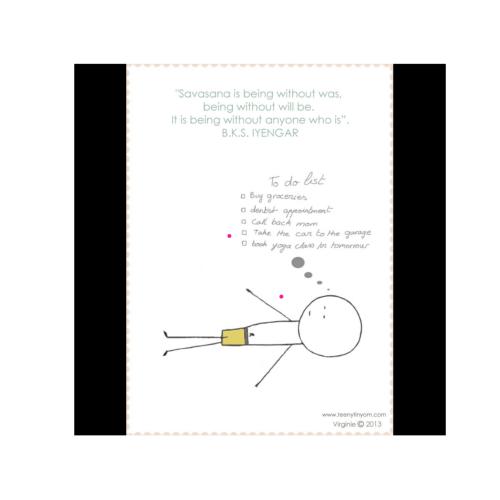 "Savasana is being without was,
being without will be.
It is being without anyone who is".
B.K.S. IYENGAR
To do list
Buy groceries
dentist appointment
Call back mom
Take the car to the garage
book yoga class for tomorrow
www.teenytinyom.com
Virginie © 2013